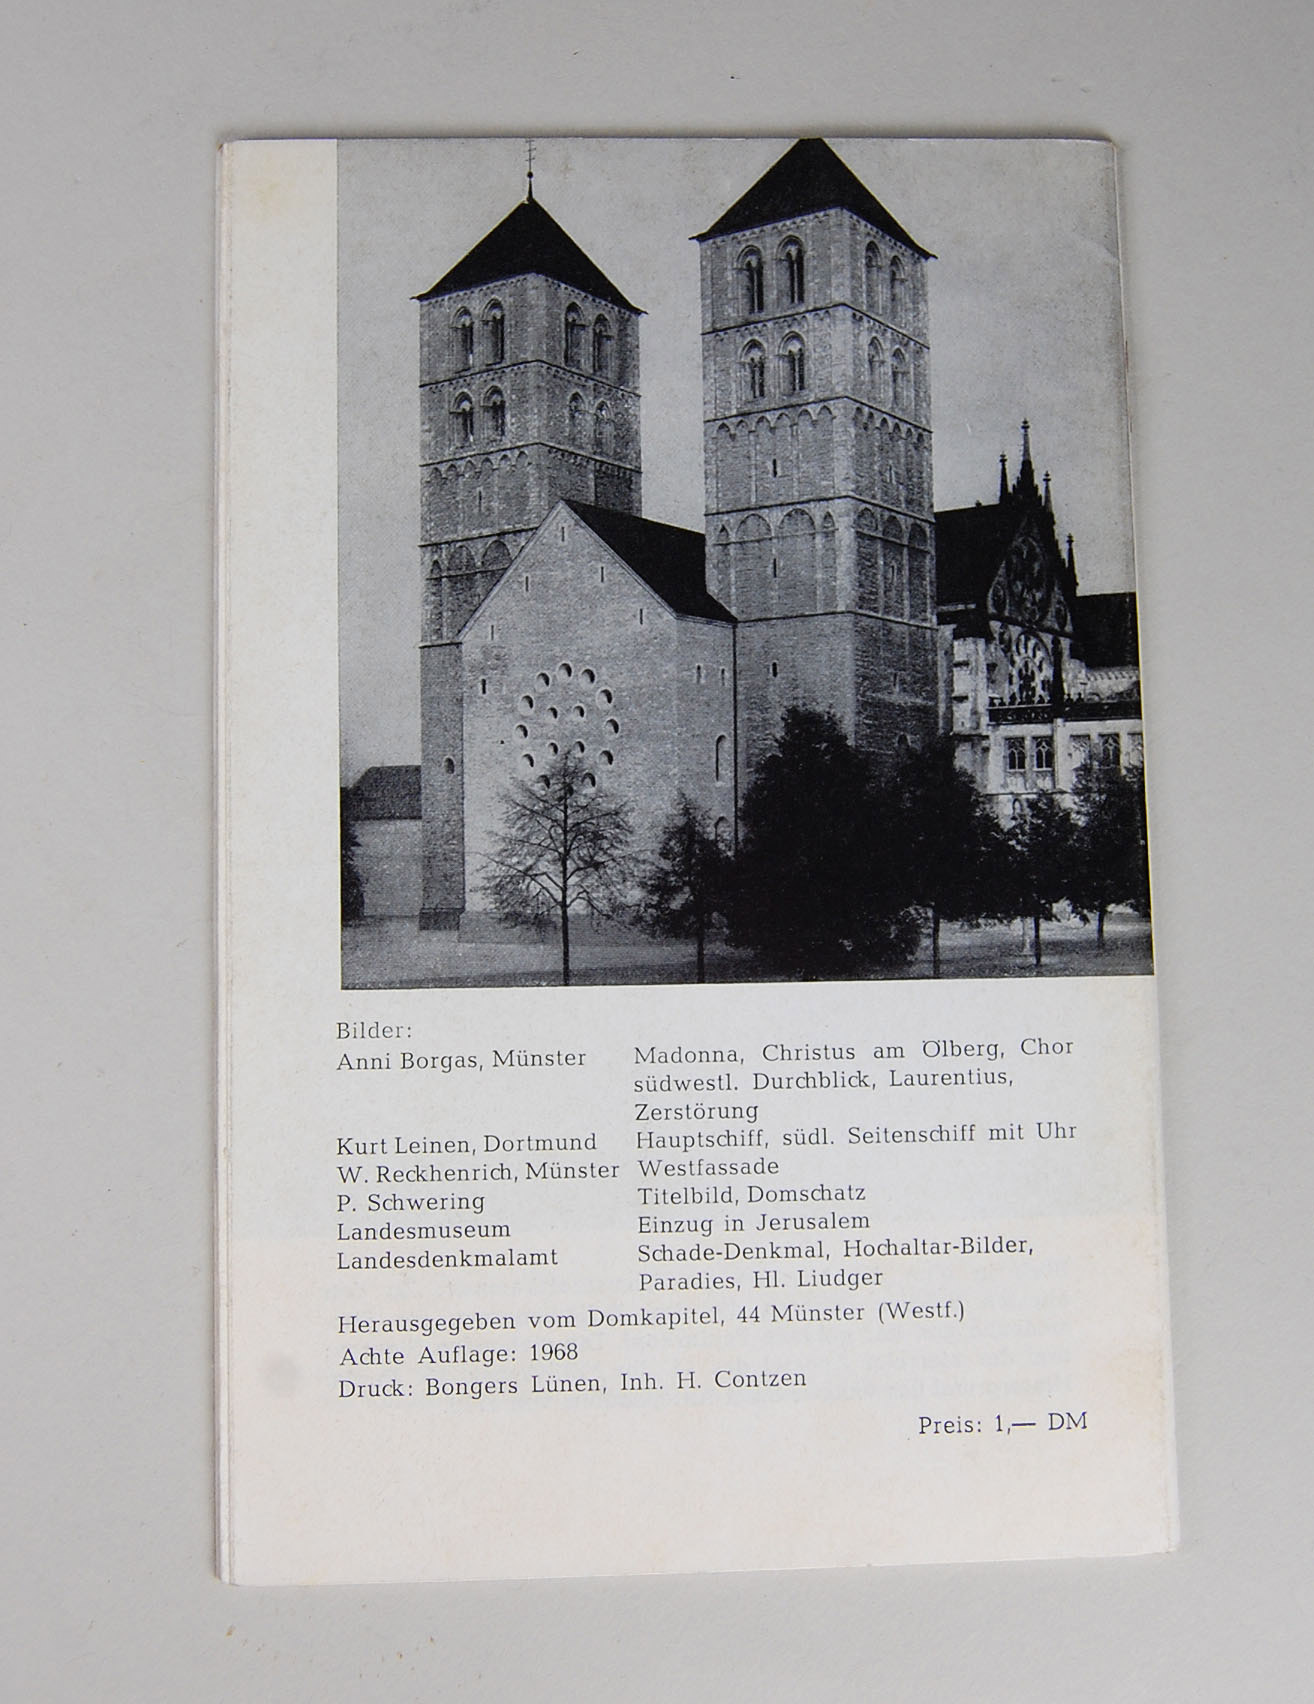 Bilder:
Anni Borgas, Münster Madonna, Christus am Ölberg, Chor
südwestl. Durchblick, Laurentius,
Zerstörung
Kurt Leinen, Dortmund Hauptschiff, südl. Seitenschiff mit Uhr
W. Reckhenrich, Münster Westfassade
P. Schwering Titelbild, Domschatz
Landesmuseum Einzug in Jerusalem
Landesdenkmalamt Schade-Denkmal, Hochaltar-Bilder,
Paradies, Hl. Liudger
Herausgegeben vom Domkapitel, 44 Münster (Westf.)
Achte Auflage: 1968
Druck: Bongers Lünen, Inh. H. Contzen
Preis: 1,— DM